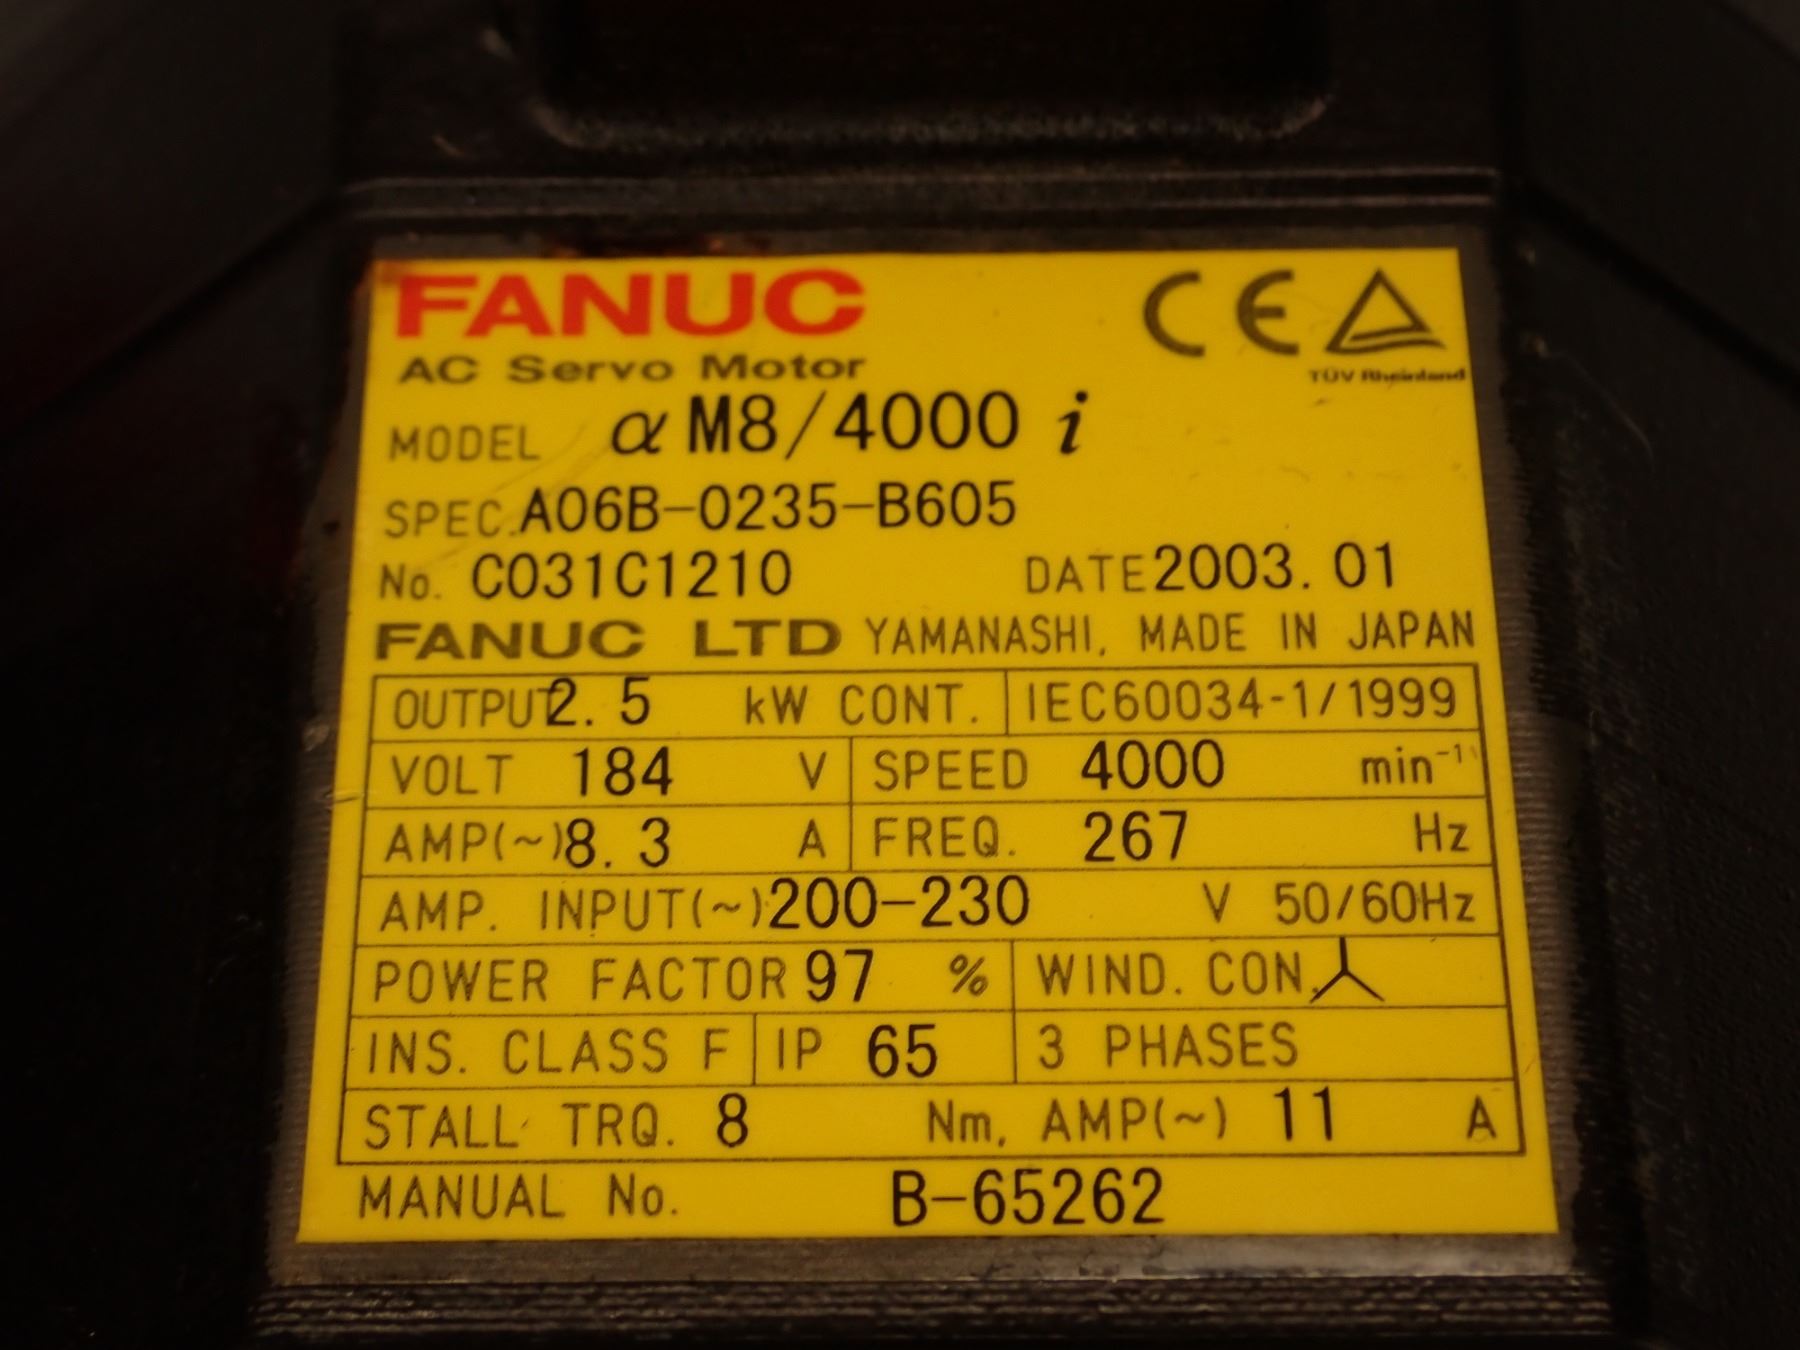 FANUC CE
AC Servo Motor TÜV Rheinland
MODEL α M8/4000 i
SPEC. A06B-0235-B605
No. C031C1210 DATE 2003. 01
FANUC LTD YAMANASHI, MADE IN JAPAN
OUTPUT 2. 5 kW CONT. IEC60034-1/1999
VOLT 184 V SPEED 4000 min⁻¹
AMP(~) 8. 3 A FREQ. 267 Hz
AMP. INPUT(~) 200-230 V 50/60Hz
POWER FACTOR 97 % WIND. CON.
INS. CLASS F IP 65 3 PHASES
STALL TRQ. 8 Nm, AMP(~) 11 A
MANUAL No. B-65262